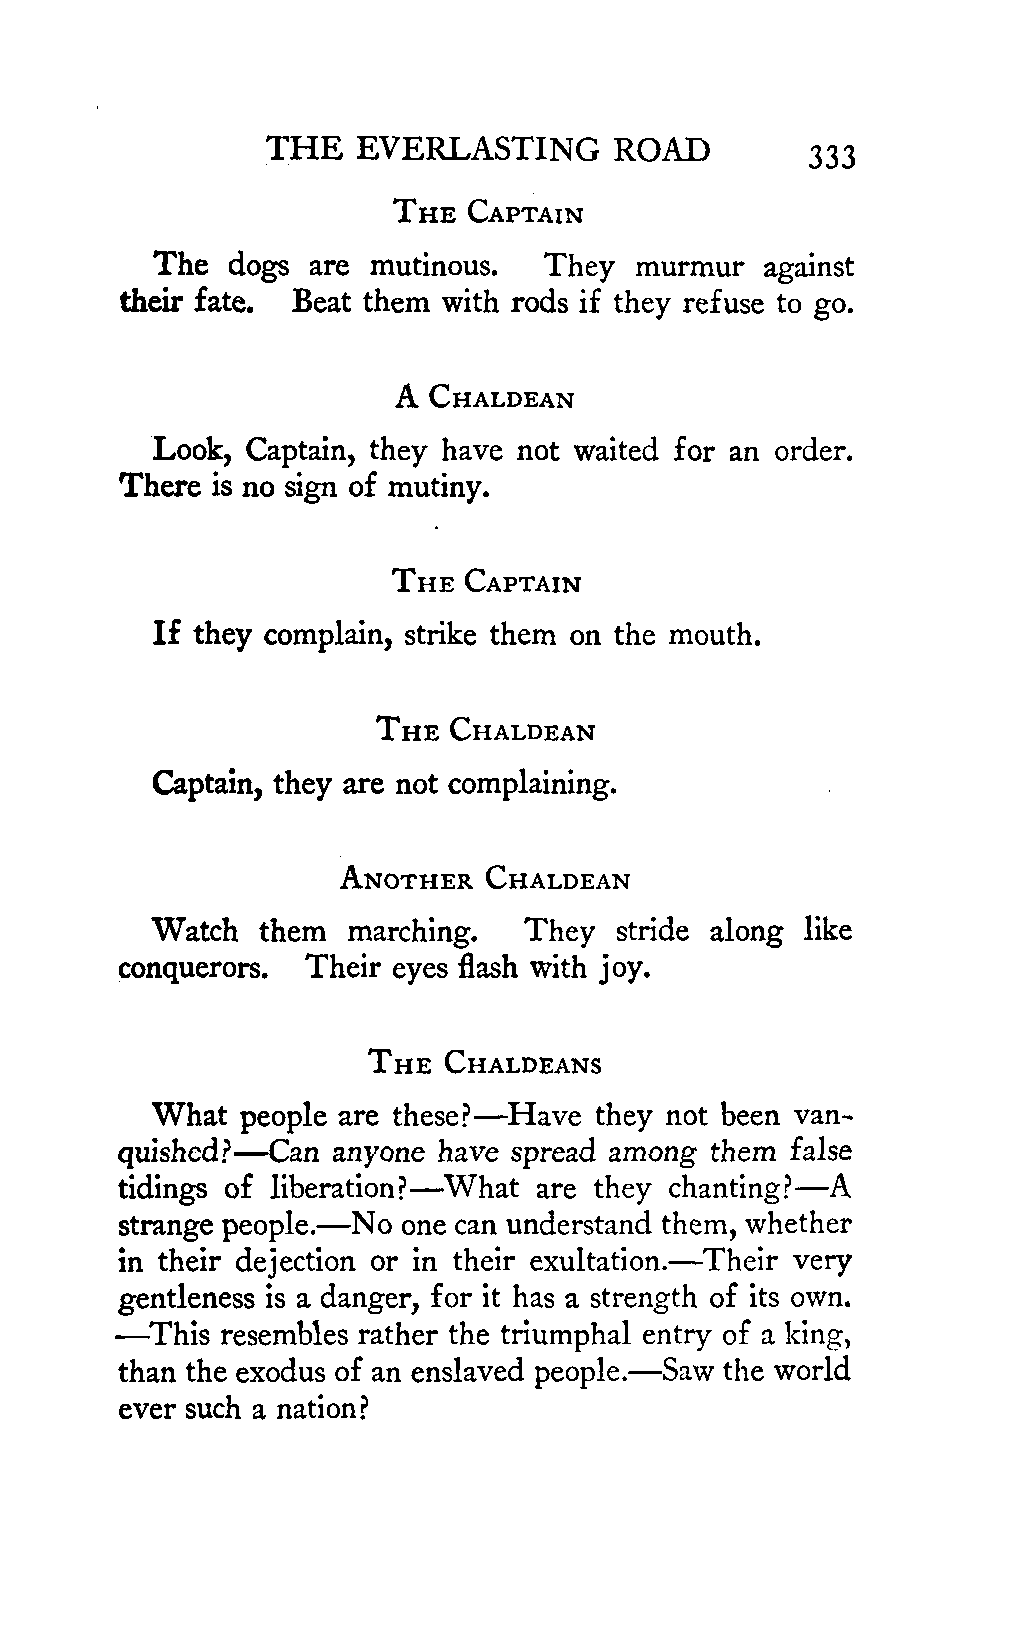 THE EVERLASTING ROAD 333
THE CAPTAIN
The dogs are mutinous. They murmur against
their fate. Beat them with rods if they refuse to go.
A CHALDEAN
Look, Captain, they have not waited for an order.
There is no sign of mutiny.
THE CAPTAIN
If they complain, strike them on the mouth.
THE CHALDEAN
Captain, they are not complaining.
ANOTHER CHALDEAN
Watch them marching. They stride along like
conquerors. Their eyes flash with joy.
THE CHALDEANS
What people are these?—Have they not been van-
quished?—Can anyone have spread among them false
tidings of liberation?—What are they chanting?—A
strange people.—No one can understand them, whether
in their dejection or in their exultation.—Their very
gentleness is a danger, for it has a strength of its own.
—This resembles rather the triumphal entry of a king,
than the exodus of an enslaved people.—Saw the world
ever such a nation?